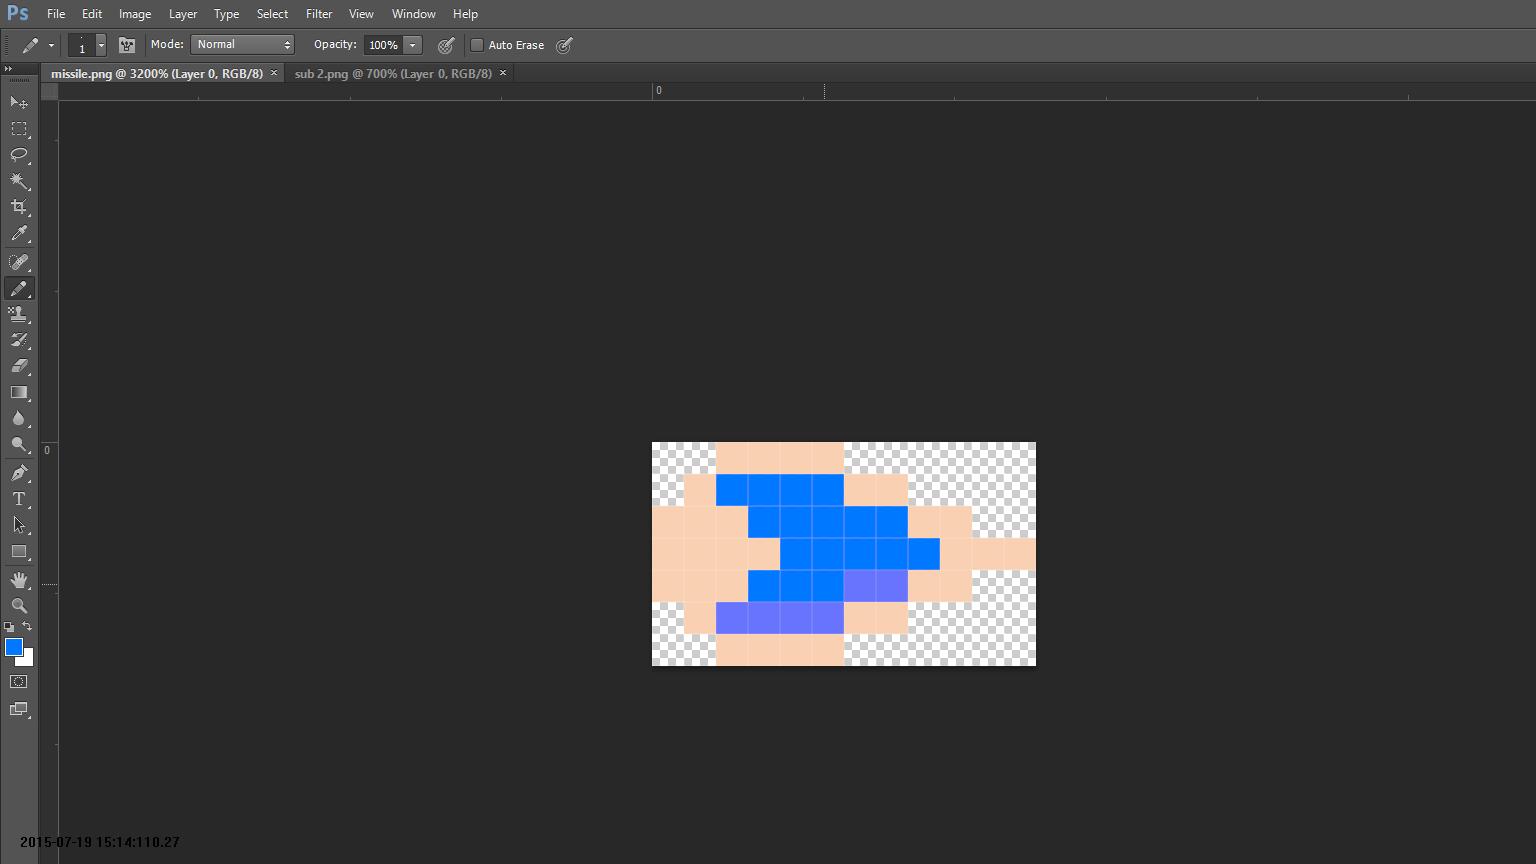 Ps File Edit Image Layer Type Select Filter View Window Help
1 Mode: Normal Opacity: 100% Auto Erase
missile.png @ 3200% (Layer 0, RGB/8) × sub 2.png @ 700% (Layer 0, RGB/8) ×
0
0
T
2015-07-19 15:14:110.27